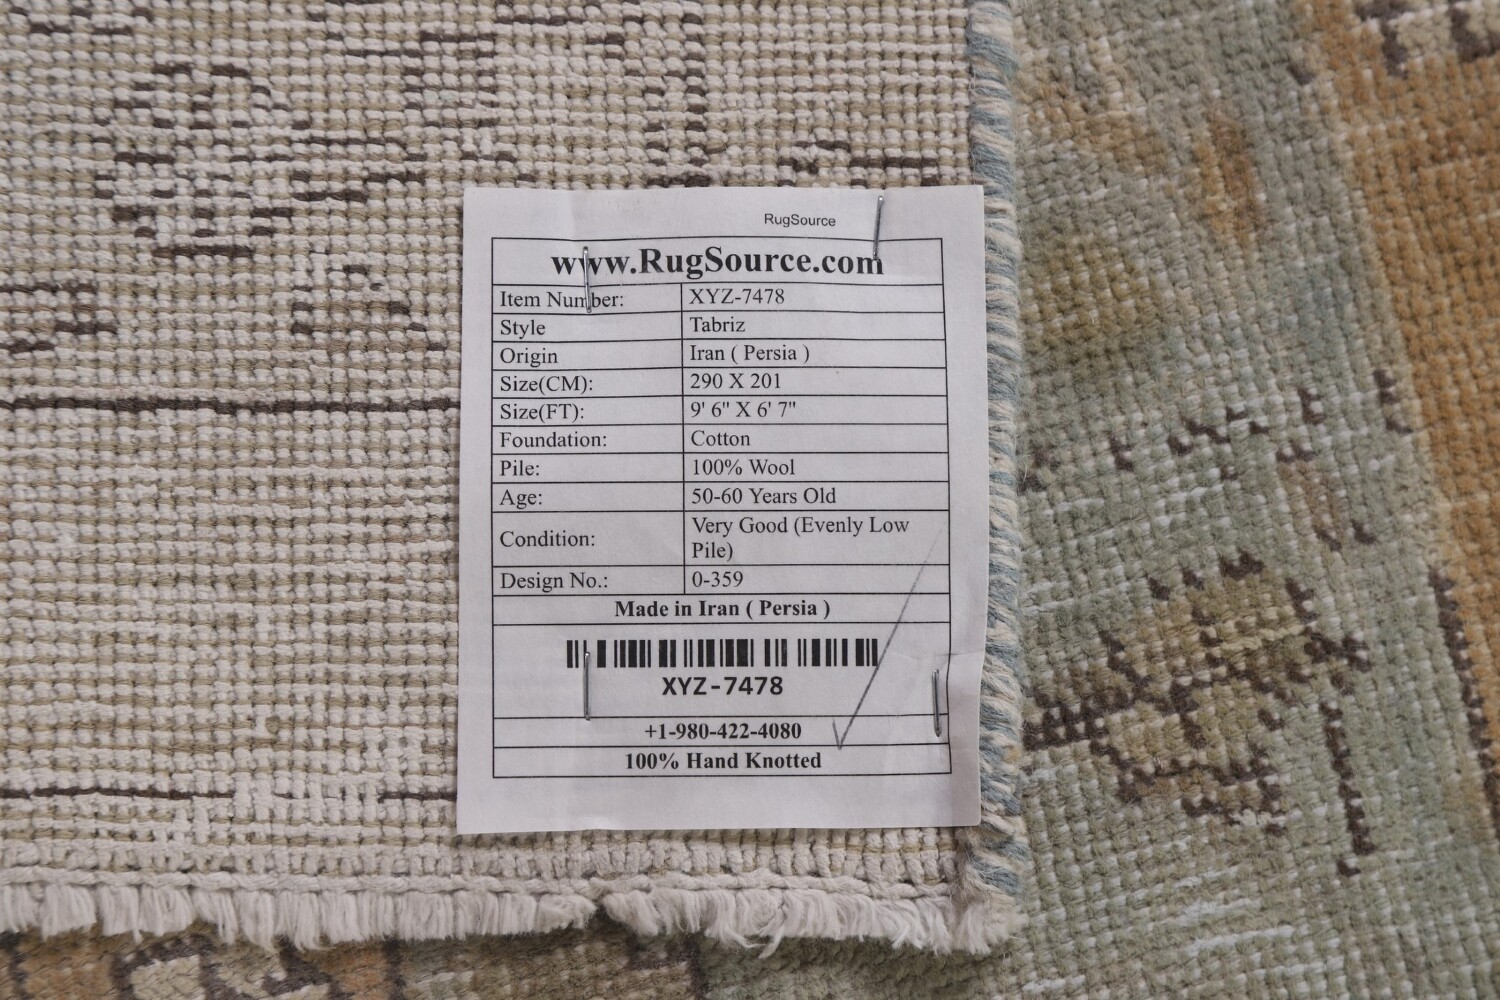 RugSource
www.RugSource.com
Item Number: XYZ-7478
Style Tabriz
Origin Iran ( Persia )
Size(CM): 290 X 201
Size(FT): 9' 6" X 6' 7"
Foundation: Cotton
Pile: 100% Wool
Age: 50-60 Years Old
Condition: Very Good (Evenly Low
Pile)
Design No.: 0-359
Made in Iran ( Persia )
XYZ-7478
+1-980-422-4080
100% Hand Knotted